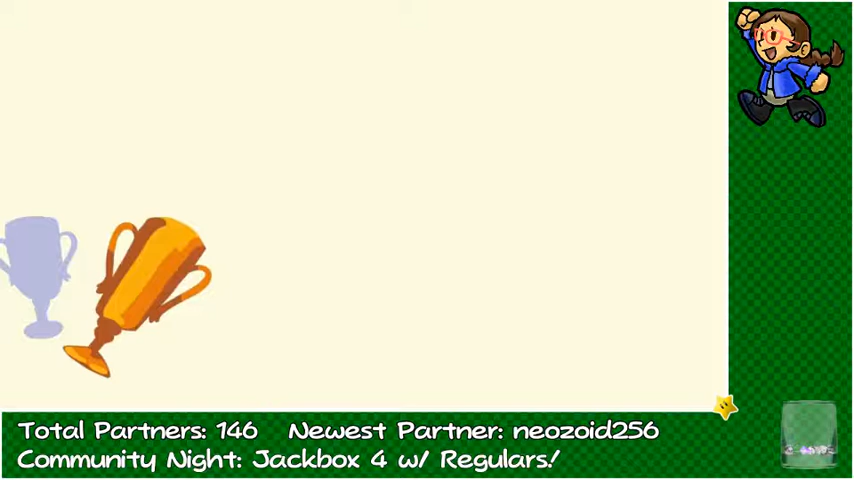 Total Partners: 146 Newest Partner: neozoid256
Community Night: Jackbox 4 w/ Regulars!